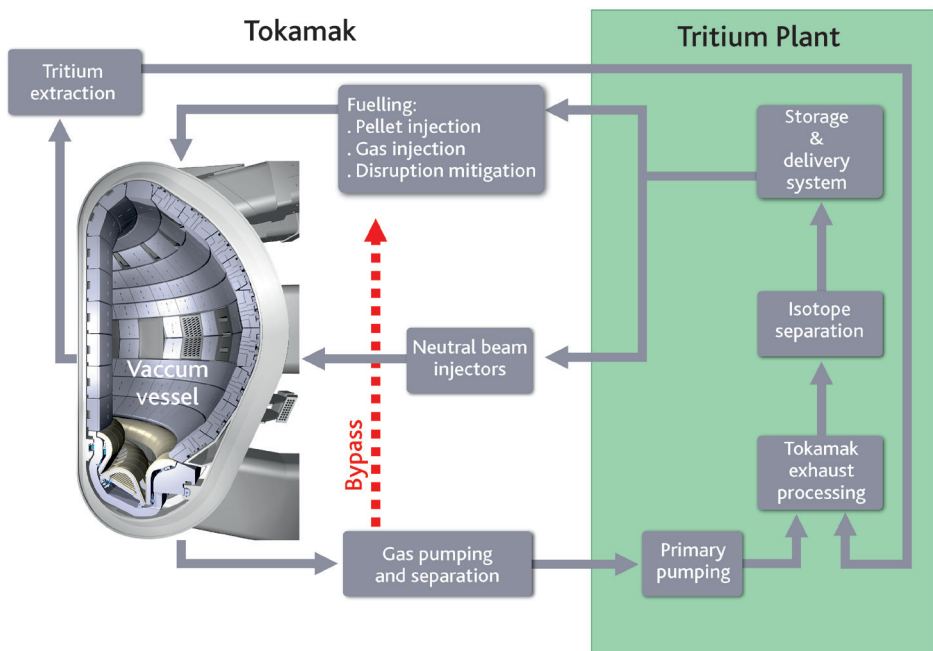 Tokamak
Tritium Plant
Tritium
extraction
Fuelling:
. Pellet injection
. Gas injection
. Disruption mitigation
Storage
&
delivery
system
Isotope
separation
Neutral beam
injectors
Vaccum
vessel
Bypass
Tokamak
exhaust
processing
Gas pumping
and separation
Primary
pumping